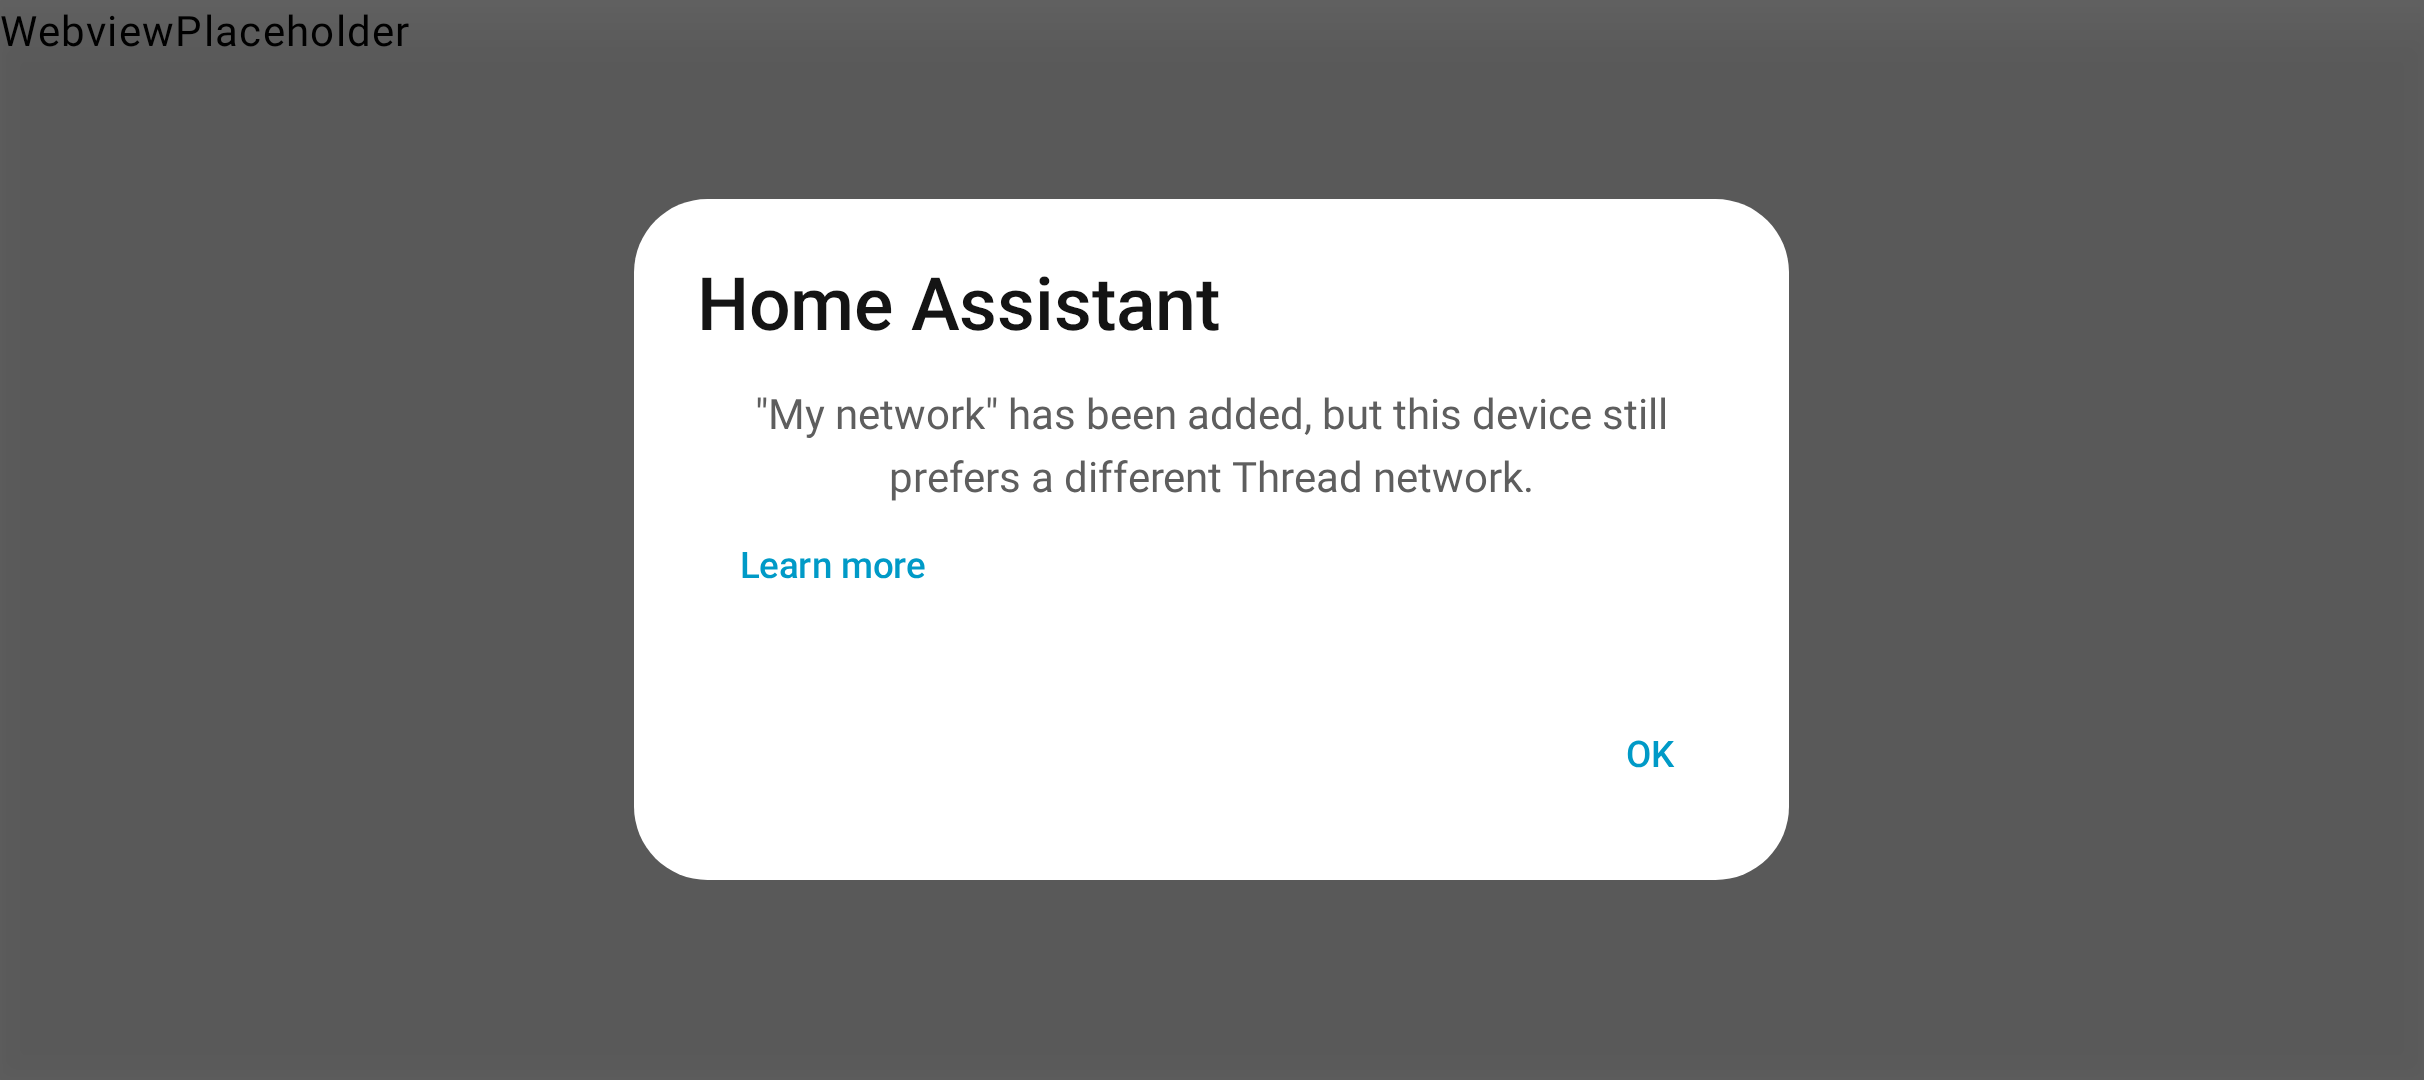 WebviewPlaceholder
Home Assistant
"My network" has been added, but this device still
prefers a different Thread network.
Learn more
OK